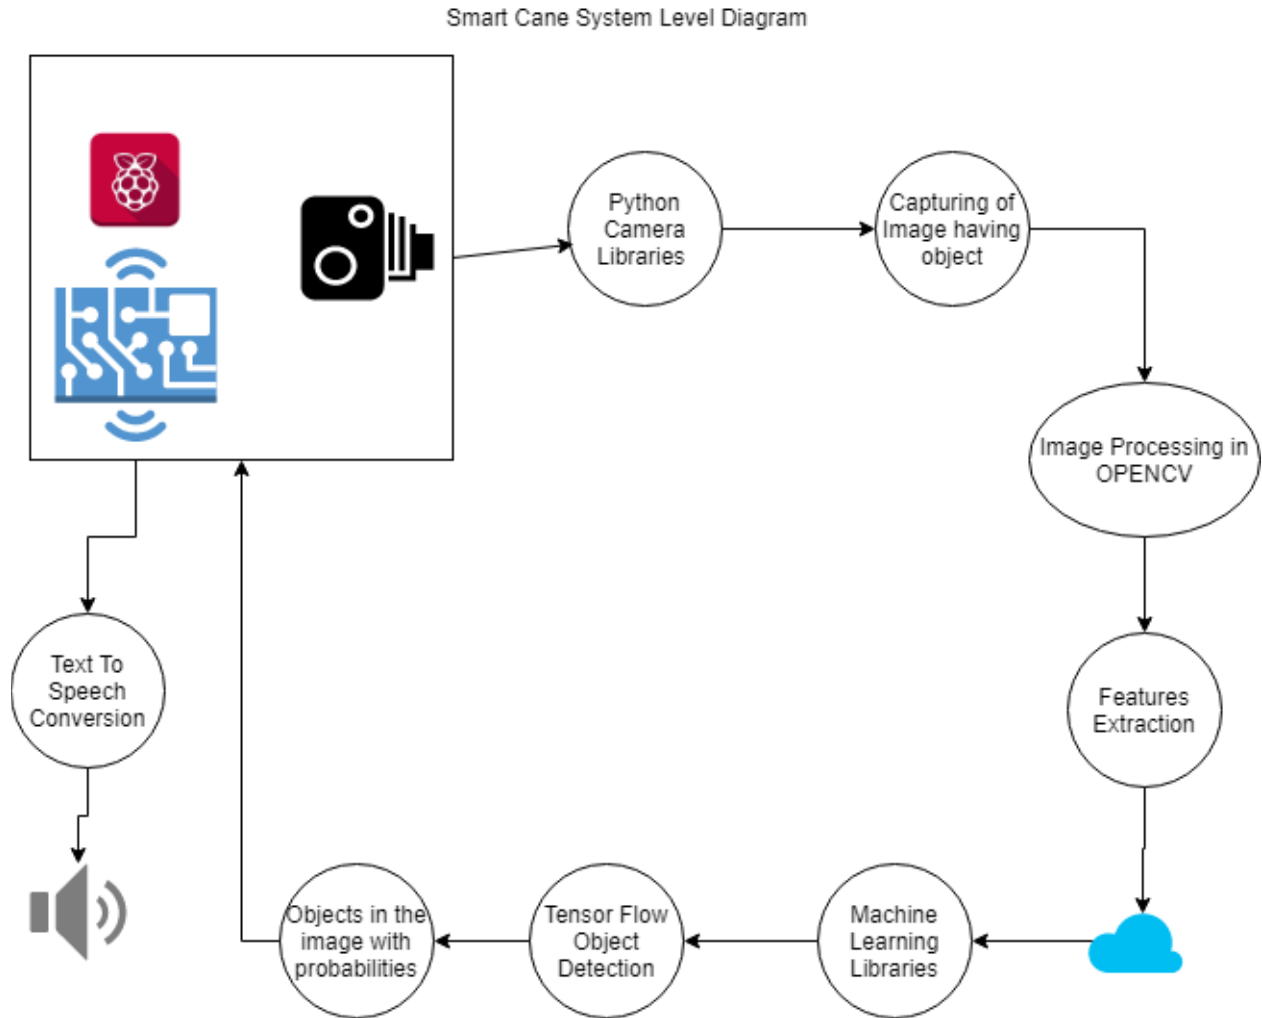 Smart Cane System Level Diagram
Python
Camera
Libraries
Capturing of
Image having
object
Image Processing in
OPENCV
Features
Extraction
Machine
Learning
Libraries
Tensor Flow
Object
Detection
Objects in the
image with
probabilities
Text To
Speech
Conversion